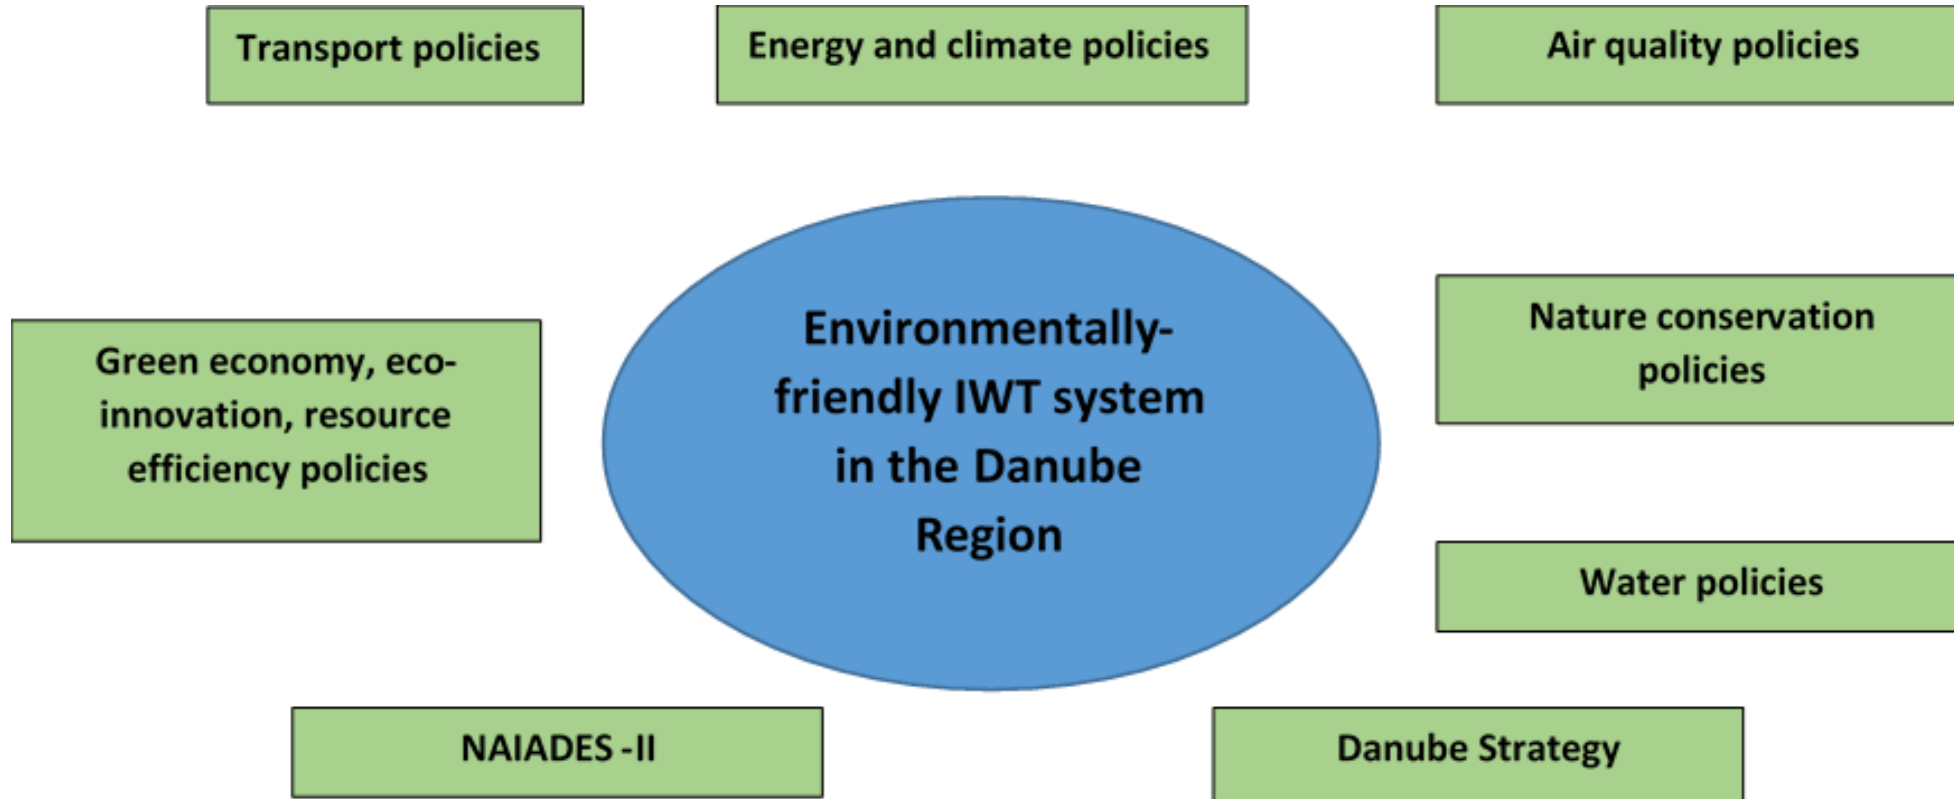 Transport policies
Energy and climate policies
Air quality policies
Environmentally-
friendly IWT system
in the Danube
Region
Nature conservation
policies
Green economy, eco-
innovation, resource
efficiency policies
Water policies
NAIADES -II
Danube Strategy